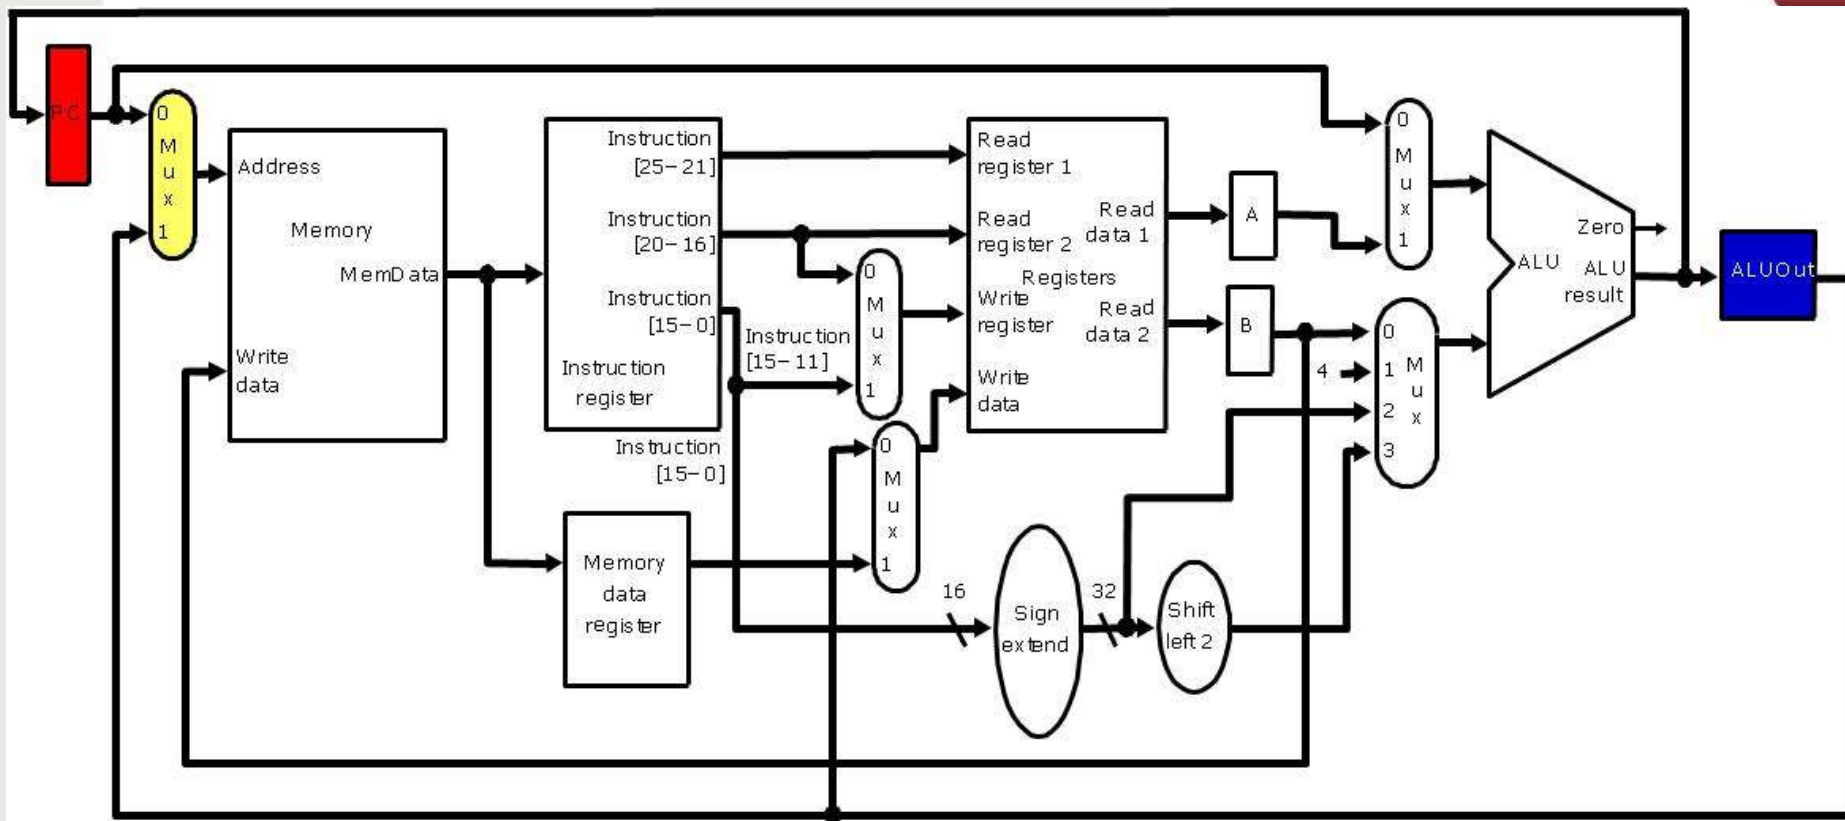 PC
0
M
u
x
1
Address
Memory
MemData
Write
data
Instruction
[25-21]
Instruction
[20-16]
Instruction
[15-0]
Instruction
register
Instruction
[15-11]
Instruction
[15-0]
0
M
u
x
1
0
M
u
x
1
Memory
data
register
Read
register 1
Read
register 2
Registers
Write
register
Write
data
Read
data 1
Read
data 2
A
B
16
Sign
extend
32
Shift
left 2
0
M
u
x
1
4
0
1
2
3
M
u
x
Zero
ALU
ALU
result
ALUOut